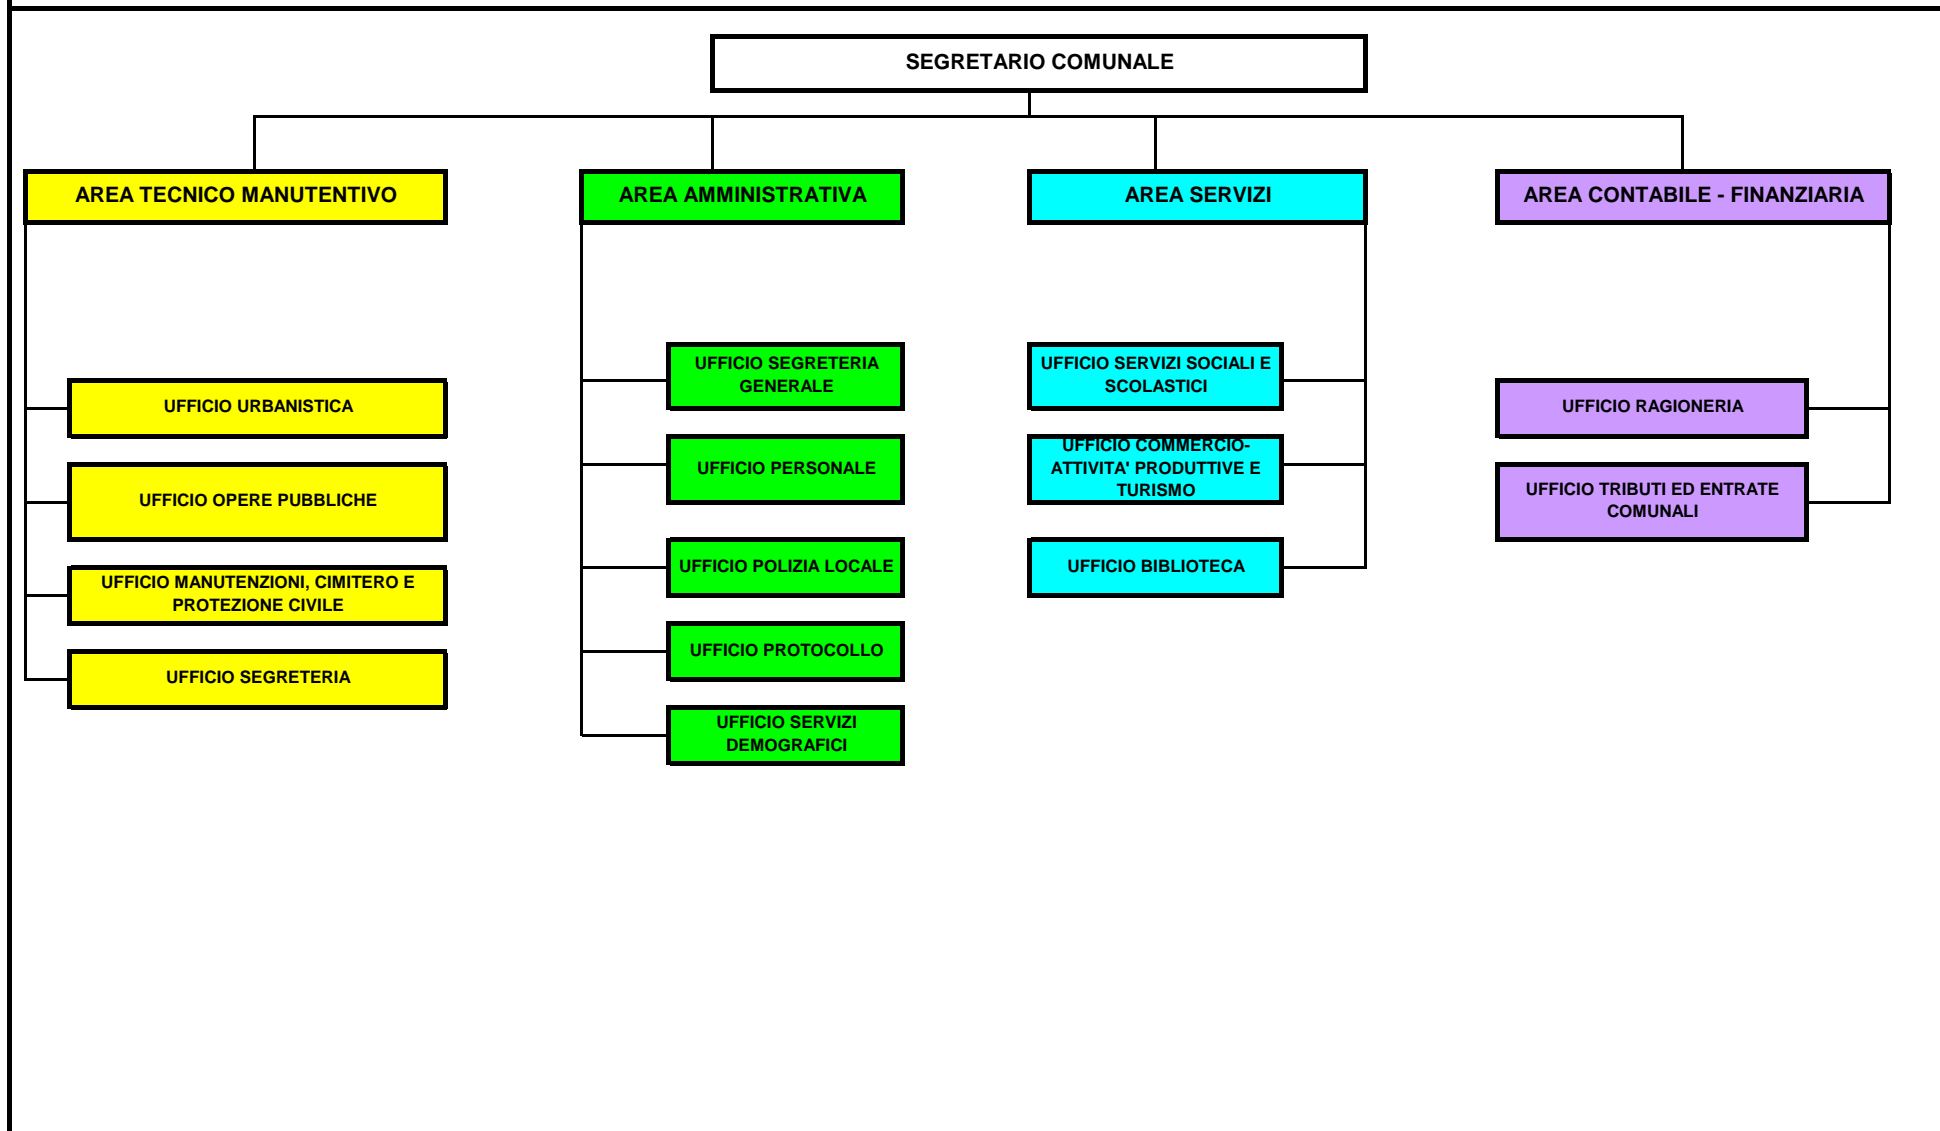 SEGRETARIO COMUNALE
AREA TECNICO MANUTENTIVO
UFFICIO URBANISTICA
UFFICIO OPERE PUBBLICHE
UFFICIO MANUTENZIONI, CIMITERO E
PROTEZIONE CIVILE
UFFICIO SEGRETERIA
AREA AMMINISTRATIVA
UFFICIO SEGRETERIA
GENERALE
UFFICIO PERSONALE
UFFICIO POLIZIA LOCALE
UFFICIO PROTOCOLLO
UFFICIO SERVIZI
DEMOGRAFICI
AREA SERVIZI
UFFICIO SERVIZI SOCIALI E
SCOLASTICI
UFFICIO COMMERCIO-
ATTIVITA' PRODUTTIVE E
TURISMO
UFFICIO BIBLIOTECA
AREA CONTABILE - FINANZIARIA
UFFICIO RAGIONERIA
UFFICIO TRIBUTI ED ENTRATE
COMUNALI